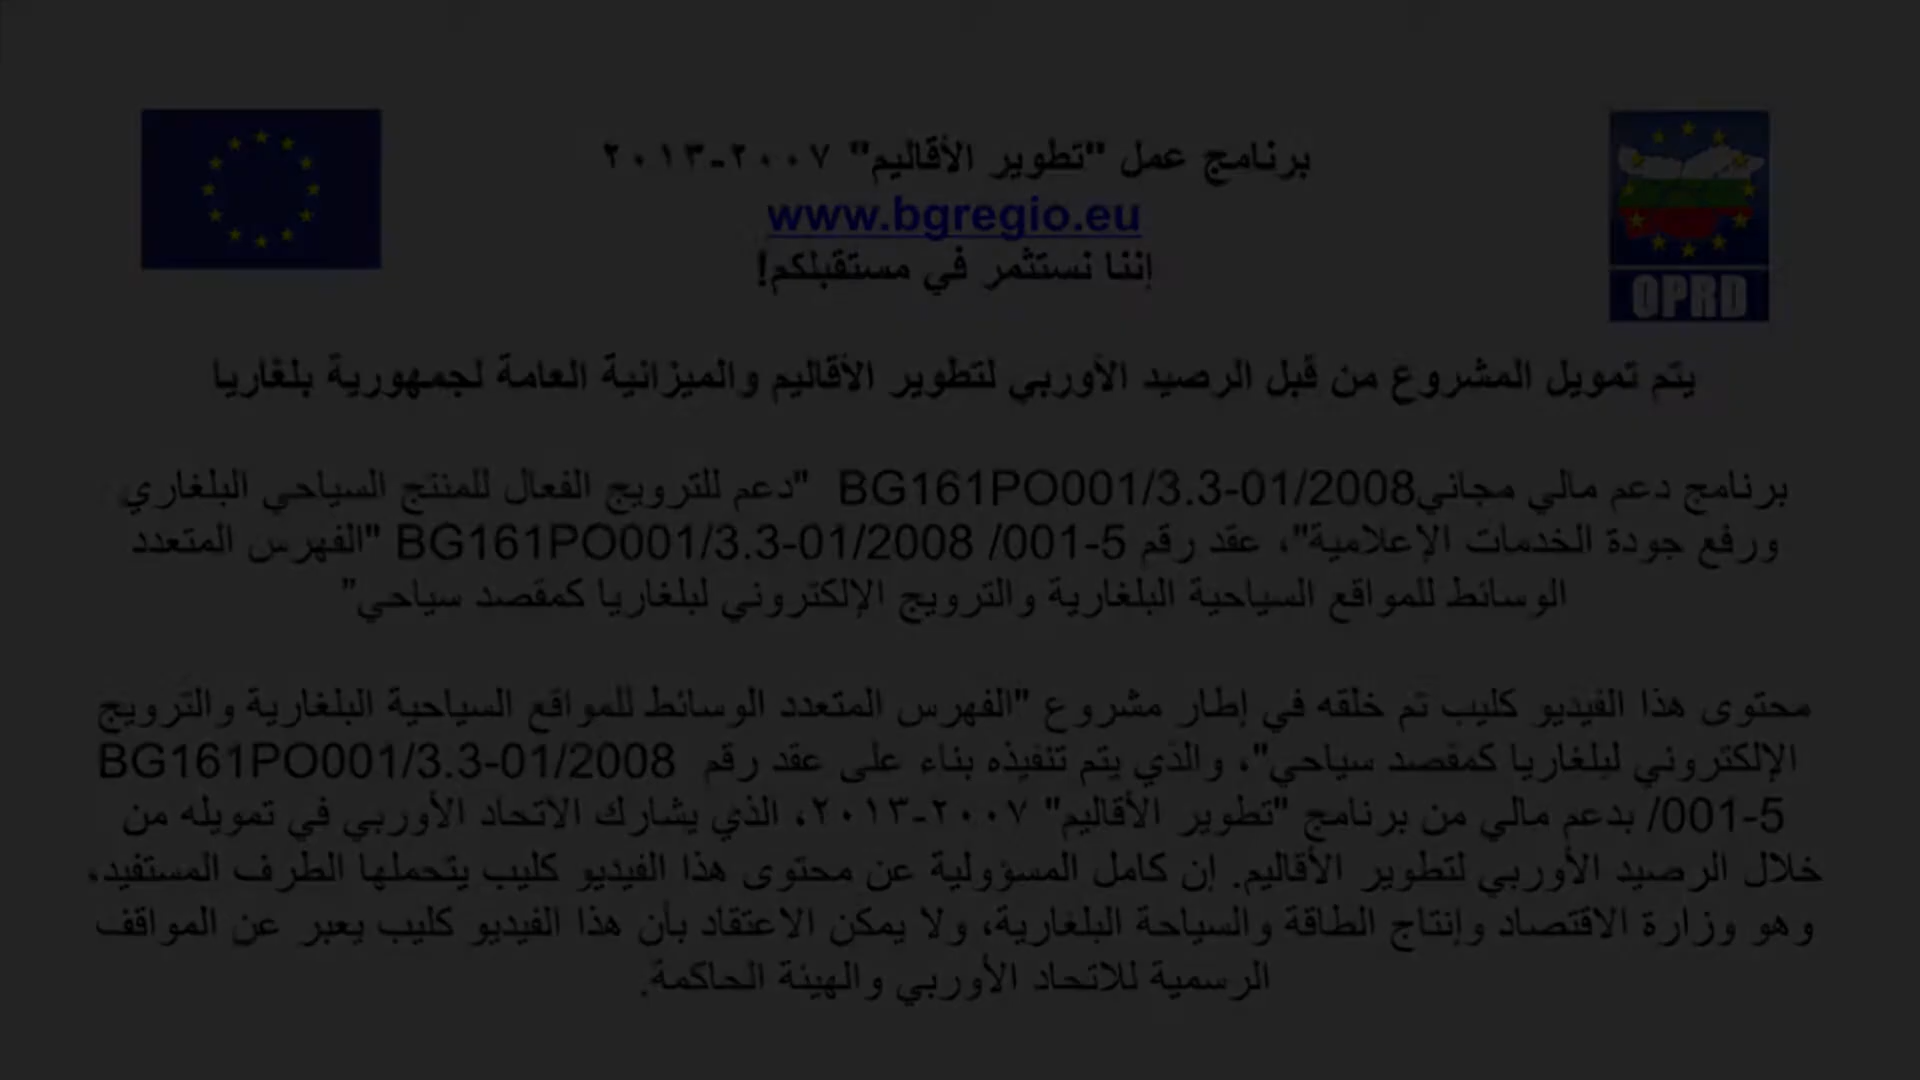 برنامج عمل "تطوير الأقاليم" ٢٠٠٧-٢٠١٣
www.bgregio.eu
إننا نستثمر في مستقبلكم!
OPRD
يتم تمويل المشروع من قبل الرصيد الأوربي لتطوير الأقاليم والميزانية العامة لجمهورية بلغاريا
برنامج دعم مالي مجاني BG161PO001/3.3-01/2008 "دعم للترويج الفعال للمنتج السياحي البلغاري
ورفع جودة الخدمات الإعلامية"، عقد رقم BG161PO001/3.3-01/2008 /001-5 "الفهرس المتعدد
الوسائط للمواقع السياحية البلغارية والترويج الإلكتروني لبلغاريا كمقصد سياحي"
محتوى هذا الفيديو كليب تم خلقه في إطار مشروع "الفهرس المتعدد الوسائط للمواقع السياحية البلغارية والترويج
الإلكتروني لبلغاريا كمقصد سياحي"، والذي يتم تنفيذه بناء على عقد رقم BG161PO001/3.3-01/2008
/001-5 بدعم مالي من برنامج "تطوير الأقاليم" ٢٠٠٧-٢٠١٣، الذي يشارك الاتحاد الأوربي في تمويله من
خلال الرصيد الأوربي لتطوير الأقاليم. إن كامل المسؤولية عن محتوى هذا الفيديو كليب يتحملها الطرف المستفيد،
وهو وزارة الاقتصاد وإنتاج الطاقة والسياحة البلغارية، ولا يمكن الاعتقاد بأن هذا الفيديو كليب يعبر عن المواقف
الرسمية للاتحاد الأوربي والهيئة الحاكمة.